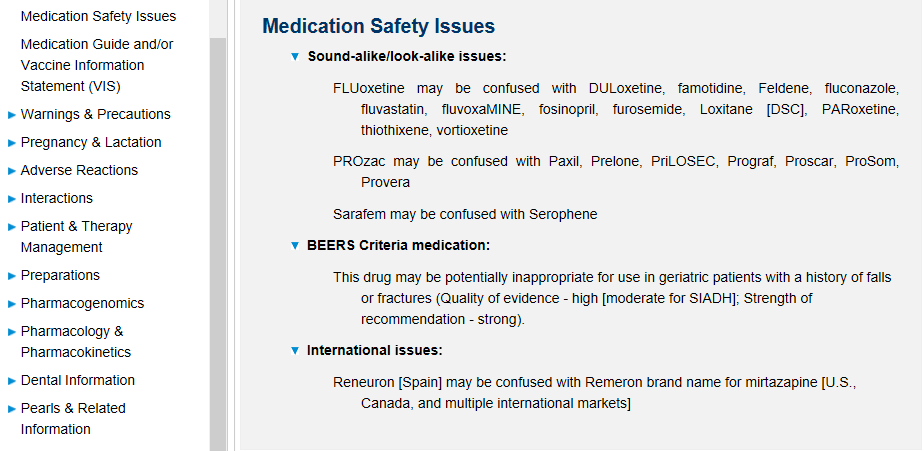 Medication Safety Issues
Medication Guide and/or
Vaccine Information
Statement (VIS)
Warnings & Precautions
Pregnancy & Lactation
Adverse Reactions
Interactions
Patient & Therapy
Management
Preparations
Pharmacogenomics
Pharmacology &
Pharmacokinetics
Dental Information
Pearls & Related
Information
Medication Safety Issues
Sound-alike/look-alike issues:
FLUoxetine may be confused with DULoxetine, famotidine, Feldene, fluconazole,
fluvastatin, fluvoxaMINE, fosinopril, furosemide, Loxitane [DSC], PARoxetine,
thiothixene, vortioxetine
PROzac may be confused with Paxil, Prelone, PriLOSEC, Prograf, Proscar, ProSom,
Provera
Sarafem may be confused with Serophene
BEERS Criteria medication:
This drug may be potentially inappropriate for use in geriatric patients with a history of falls
or fractures (Quality of evidence - high [moderate for SIADH]; Strength of
recommendation - strong).
International issues:
Reneuron [Spain] may be confused with Remeron brand name for mirtazapine [U.S.,
Canada, and multiple international markets]